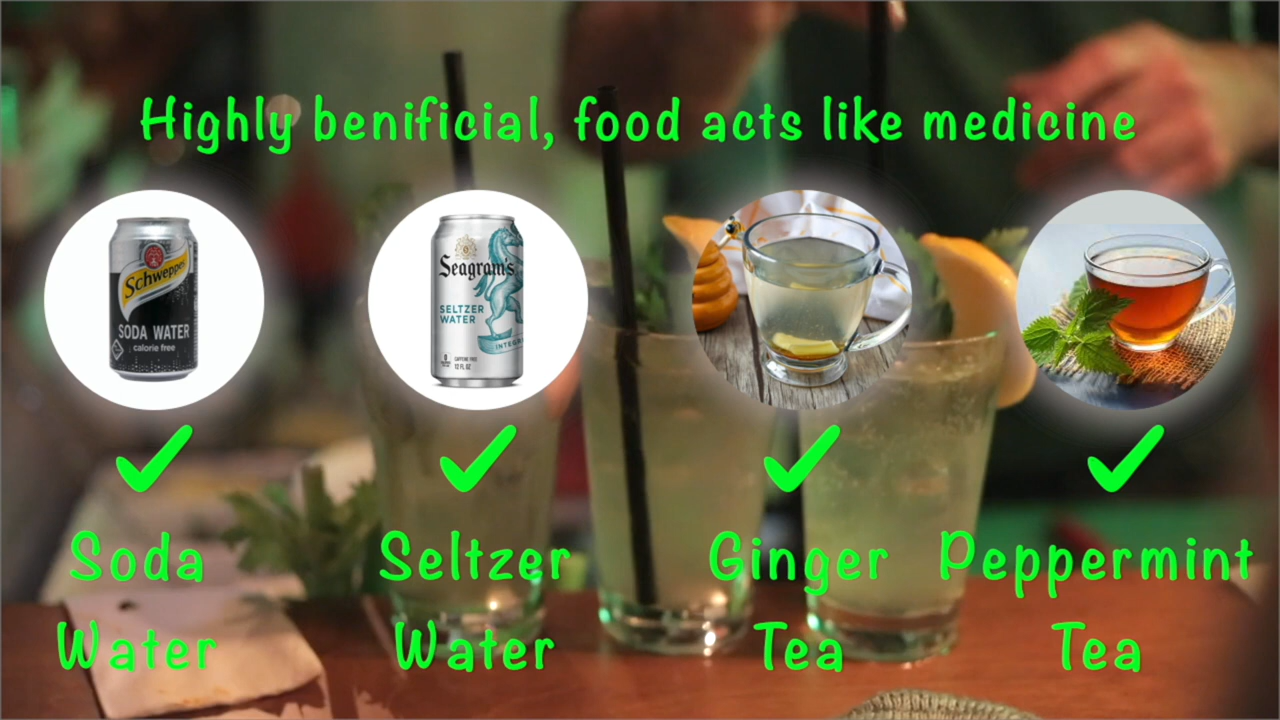 Highly benificial, food acts like medicine
Schweppes
SODA WATER
calorie free
Seagram's
SELTZER
WATER
Soda
Water
Seltzer
Water
Ginger
Tea
Peppermint
Tea